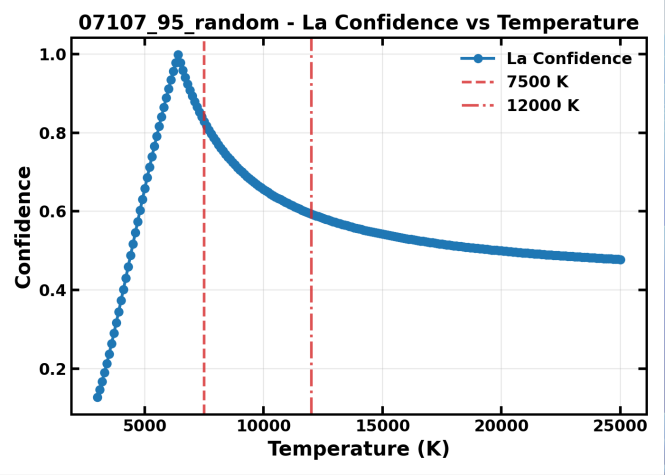 07107_95_random - La Confidence vs Temperature
La Confidence
7500 K
12000 K
Confidence
1.0
0.8
0.6
0.4
0.2
5000 10000 15000 20000 25000
Temperature (K)